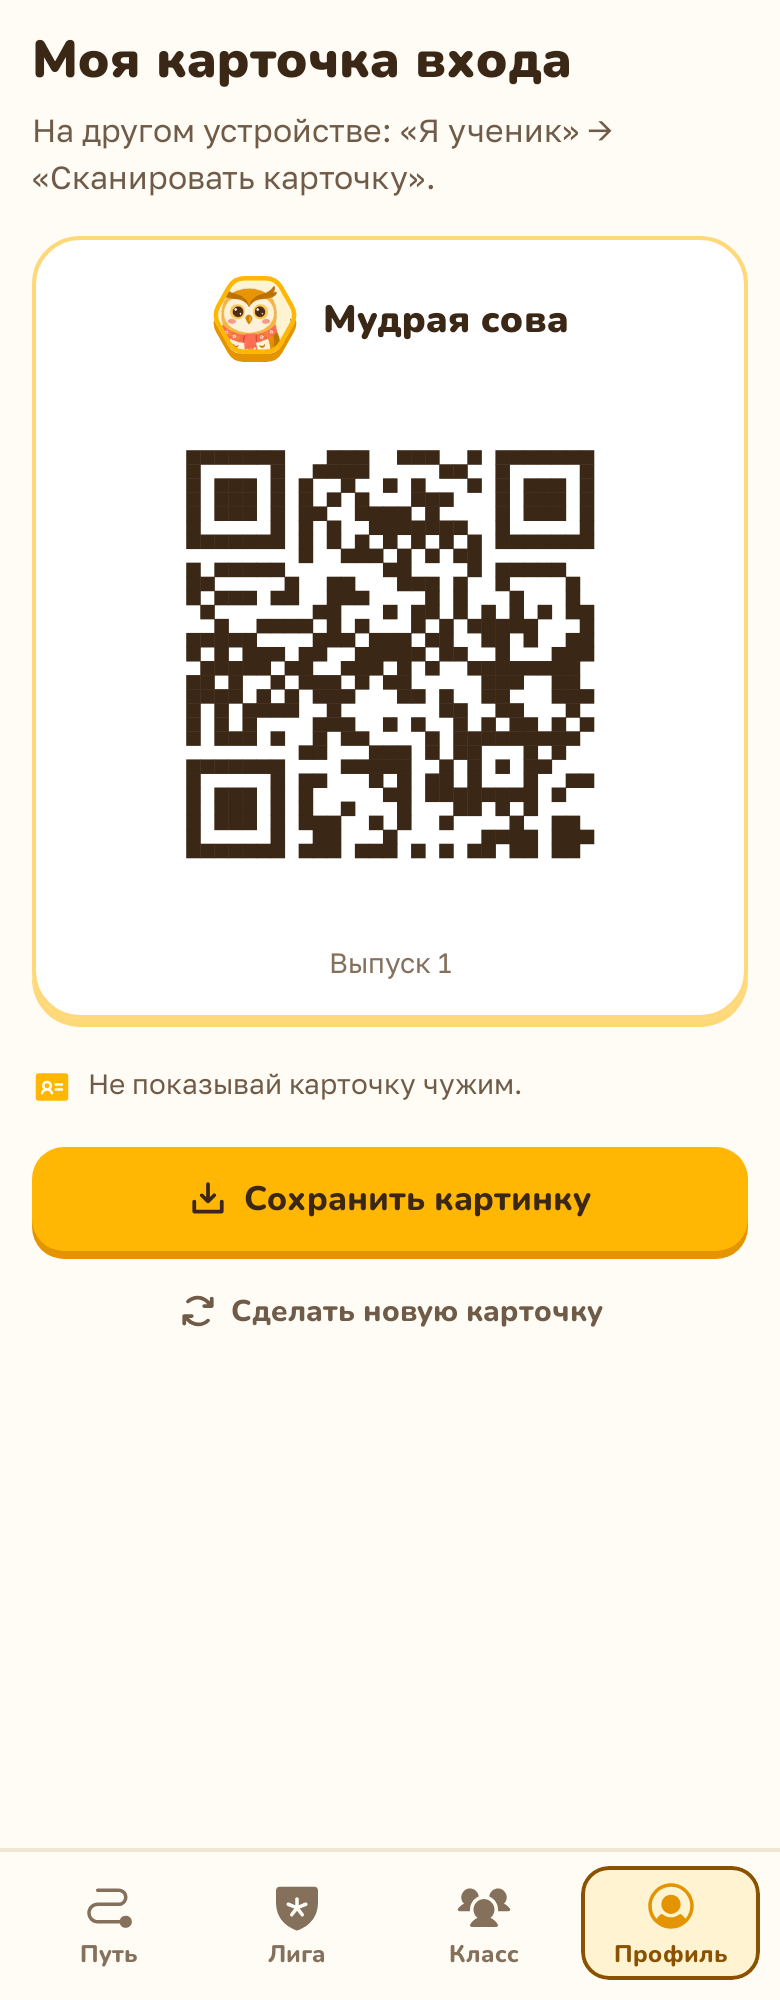 Моя карточка входа
На другом устройстве: «Я ученик» →
«Сканировать карточку».
Мудрая сова
Выпуск 1
Не показывай карточку чужим.
Сохранить картинку
Сделать новую карточку
Путь
Лига
Класс
Профиль